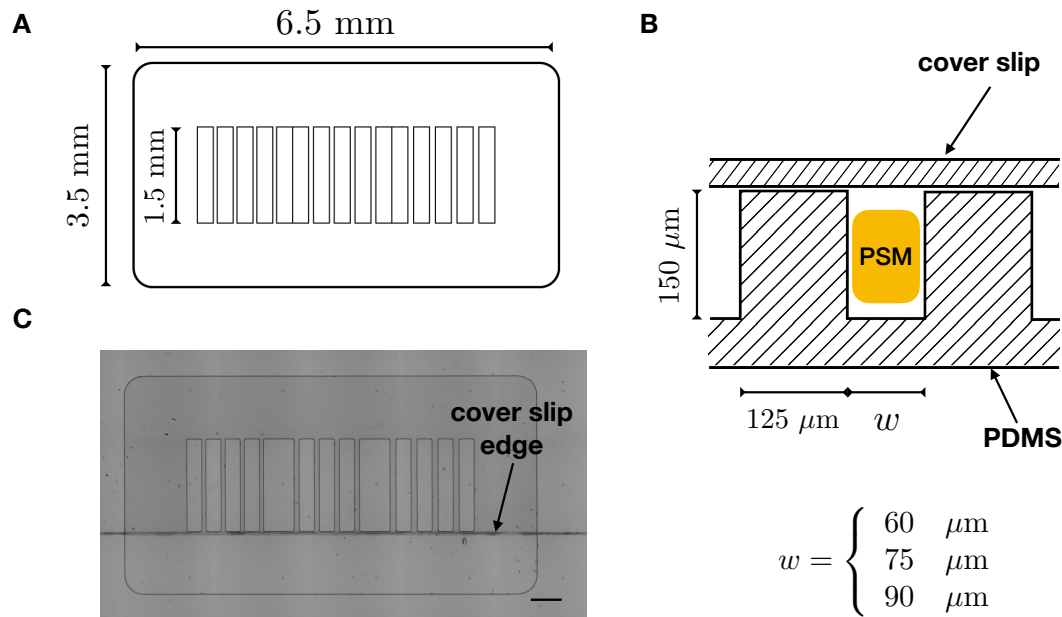 A
6.5 mm
3.5 mm
1.5 mm
B
cover slip
150 μm
PSM
125 μm
w
PDMS
w = { 60 μm
75 μm
90 μm
C
cover slip
edge